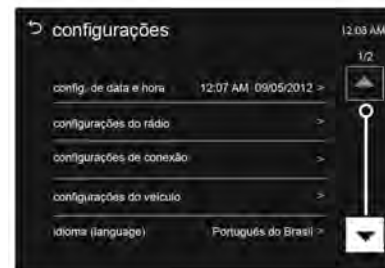 configurações
12:08 AM
1/2
config. de data e hora 12:07 AM 09/05/2012 >
configurações do rádio >
configurações de conexão >
configurações do veículo >
idioma (language) Português do Brasil >